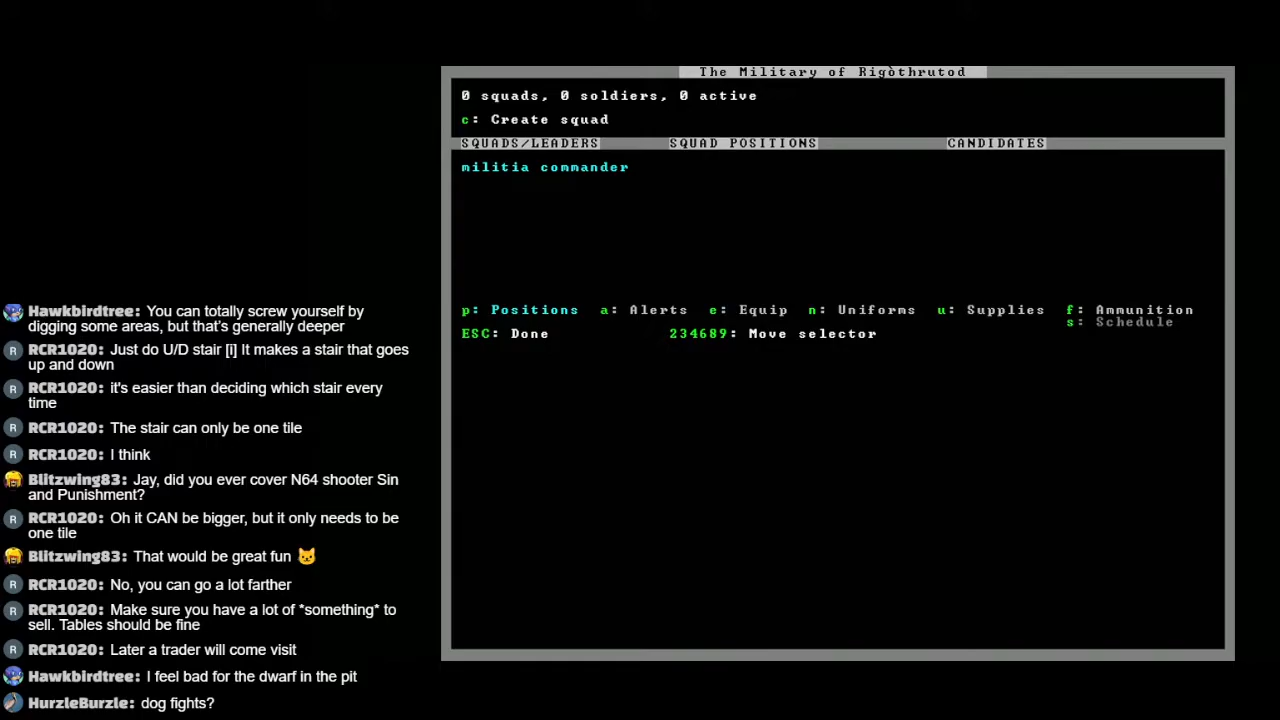 Hawkbirdtree: You can totally screw yourself by
digging some areas, but that's generally deeper
R RCR1020: Just do U/D stair [i] It makes a stair that goes
up and down
R RCR1020: it's easier than deciding which stair every
time
R RCR1020: The stair can only be one tile
R RCR1020: I think
Blitzwing83: Jay, did you ever cover N64 shooter Sin
and Punishment?
R RCR1020: Oh it CAN be bigger, but it only needs to be
one tile
Blitzwing83: That would be great fun 🐱
R RCR1020: No, you can go a lot farther
R RCR1020: Make sure you have a lot of *something* to
sell. Tables should be fine
R RCR1020: Later a trader will come visit
Hawkbirdtree: I feel bad for the dwarf in the pit
HurzleBurzle: dog fights?
The Military of Rigòthrutod
0 squads, 0 soldiers, 0 active
c: Create squad
SQUADS/LEADERS SQUAD POSITIONS CANDIDATES
militia commander
p: Positions a: Alerts e: Equip n: Uniforms u: Supplies f: Ammunition
s: Schedule
ESC: Done 234689: Move selector